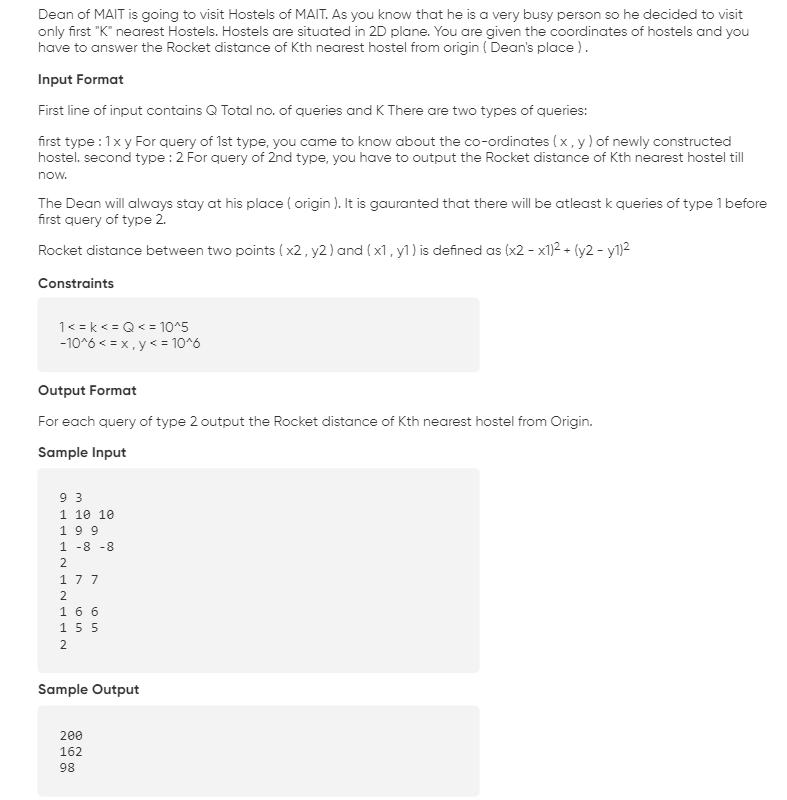 Dean of MAIT is going to visit Hostels of MAIT. As you know that he is a very busy person so he decided to visit
only first "K" nearest Hostels. Hostels are situated in 2D plane. You are given the coordinates of hostels and you
have to answer the Rocket distance of Kth nearest hostel from origin ( Dean's place ) .
Input Format
First line of input contains Q Total no. of queries and K There are two types of queries:
first type : 1 x y For query of 1st type, you came to know about the co-ordinates ( x , y ) of newly constructed
hostel. second type : 2 For query of 2nd type, you have to output the Rocket distance of Kth nearest hostel till
now.
The Dean will always stay at his place ( origin ). It is gauranted that there will be atleast k queries of type 1 before
first query of type 2.
Rocket distance between two points ( x2 , y2 ) and ( x1 , y1 ) is defined as (x2 - x1)² + (y2 - y1)²
Constraints
1 < = k < = Q < = 10^5
-10^6 < = x , y < = 10^6
Output Format
For each query of type 2 output the Rocket distance of Kth nearest hostel from Origin.
Sample Input
9 3
1 10 10
1 9 9
1 -8 -8
2
1 7 7
2
1 6 6
1 5 5
2
Sample Output
200
162
98